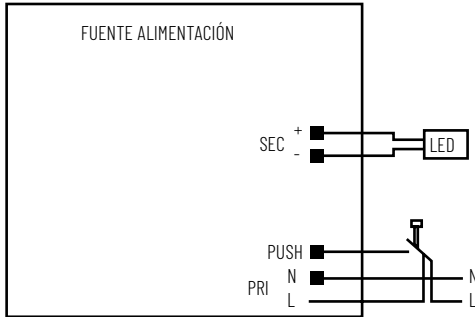 FUENTE ALIMENTACIÓN
+
SEC
-
LED
PUSH
N
N
PRI
L
L